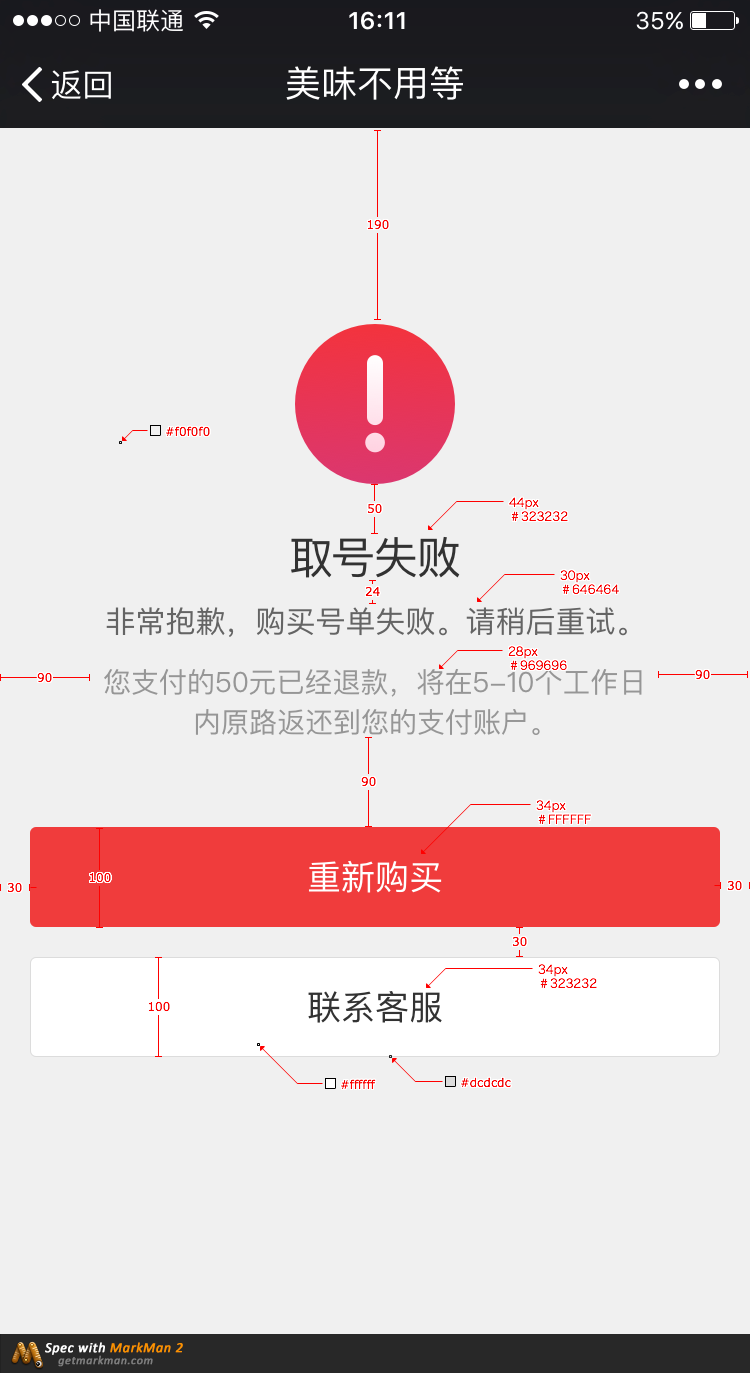 中国联通
16:11
35%
返回
美味不用等
190
#f0f0f0
50
44px
#323232
取号失败
24
30px
#646464
非常抱歉，购买号单失败。请稍后重试。
28px
#969696
90
90
您支付的50元已经退款，将在5-10个工作日
内原路返还到您的支付账户。
90
34px
#FFFFFF
100
重新购买
30
30
30
34px
#323232
100
联系客服
#ffffff
#dcdcdc
Spec with MarkMan 2
getmarkman.com